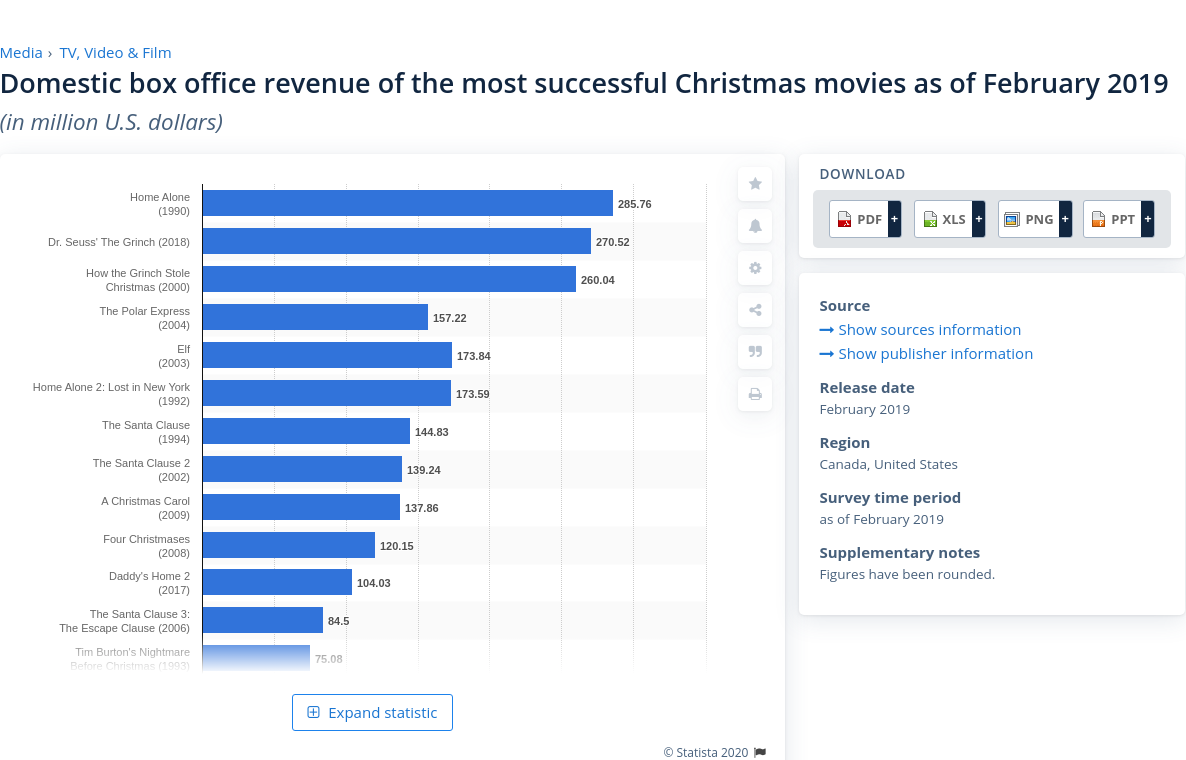 Media › TV, Video & Film
Domestic box office revenue of the most successful Christmas movies as of February 2019
(in million U.S. dollars)
Home Alone
(1990)
285.76
Dr. Seuss' The Grinch (2018)
270.52
How the Grinch Stole
Christmas (2000)
260.04
The Polar Express
(2004)
157.22
Elf
(2003)
173.84
Home Alone 2: Lost in New York
(1992)
173.59
The Santa Clause
(1994)
144.83
The Santa Clause 2
(2002)
139.24
A Christmas Carol
(2009)
137.86
Four Christmases
(2008)
120.15
Daddy's Home 2
(2017)
104.03
The Santa Clause 3:
The Escape Clause (2006)
84.5
Tim Burton's Nightmare
Before Christmas (1993)
75.08
Expand statistic
© Statista 2020
DOWNLOAD
PDF + XLS + PNG + PPT +
Source
Show sources information
Show publisher information
Release date
February 2019
Region
Canada, United States
Survey time period
as of February 2019
Supplementary notes
Figures have been rounded.